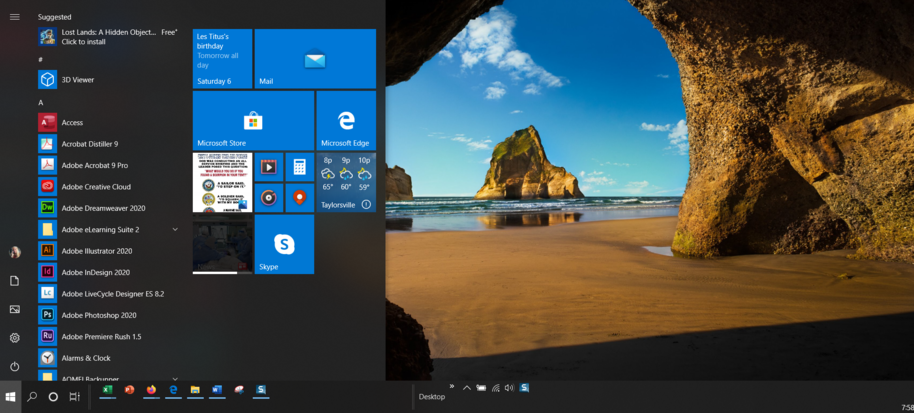 Suggested
Lost Lands: A Hidden Object... Free*
Click to install
#
3D Viewer
A
Access
Acrobat Distiller 9
Adobe Acrobat 9 Pro
Adobe Creative Cloud
Adobe Dreamweaver 2020
Adobe eLearning Suite 2
Adobe Illustrator 2020
Adobe InDesign 2020
Adobe LiveCycle Designer ES 8.2
Adobe Photoshop 2020
Adobe Premiere Rush 1.5
Alarms & Clock
AOMEI Backupper
Les Titus's
birthday
Tomorrow all
day
Saturday 6
Mail
Microsoft Store
Microsoft Edge
8p 9p 10p
65° 60° 59°
Taylorsville
Skype
Desktop
7:58